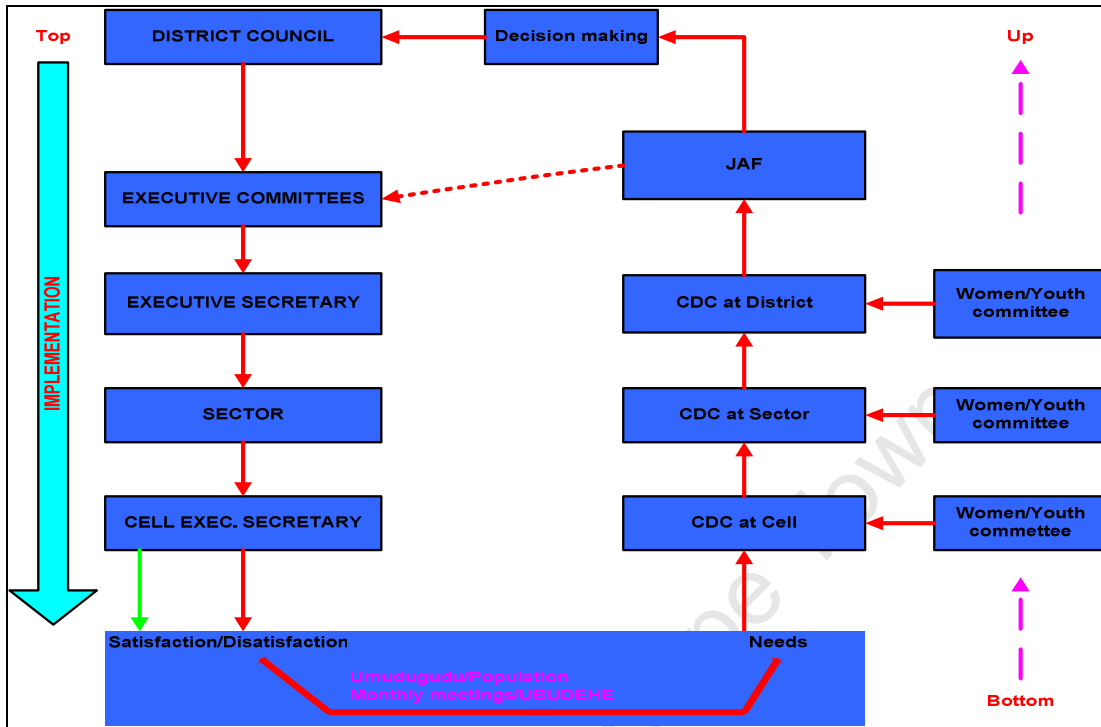 Top
DISTRICT COUNCIL
Decision making
Up
JAF
EXECUTIVE COMMITTEES
IMPLEMENTATION
EXECUTIVE SECRETARY
CDC at District
Women/Youth
committee
SECTOR
CDC at Sector
Women/Youth
committee
CELL EXEC. SECRETARY
CDC at Cell
Women/Youth
commettee
Satisfaction/Disatisfaction
Needs
Umudugudu/Population
Monthly meetings/UBUDEHE
Bottom